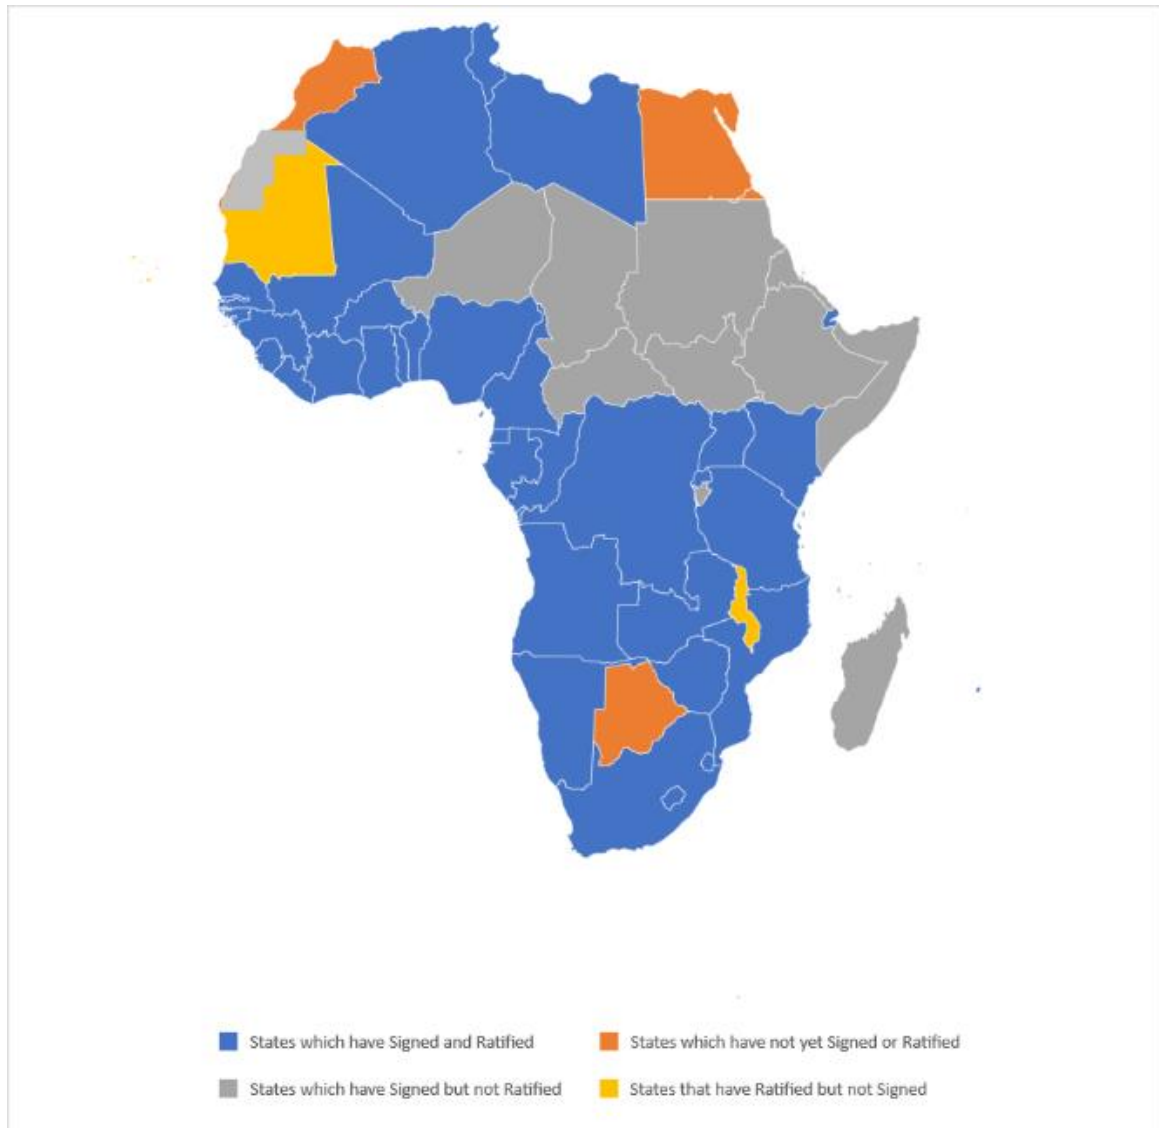 States which have Signed and Ratified
States which have not yet Signed or Ratified
States which have Signed but not Ratified
States that have Ratified but not Signed